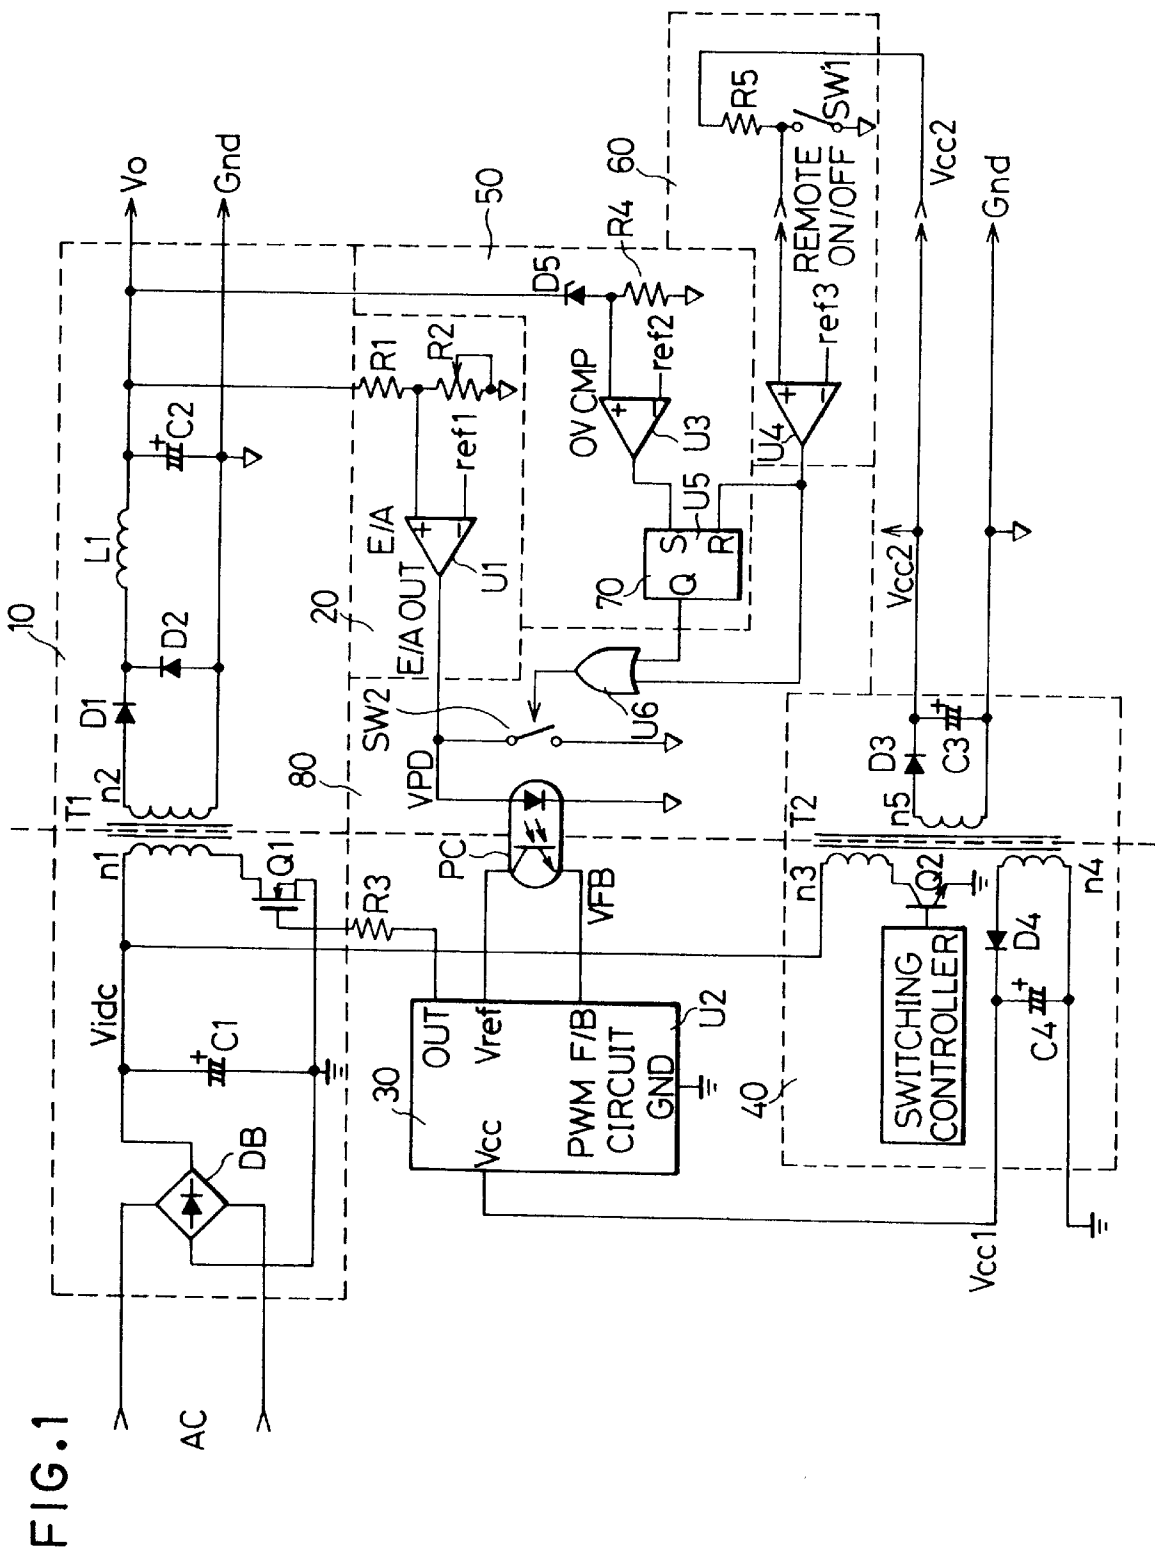 FIG.1
AC
DB
10
Vidc
C1
n1
T1
n2
Q1
D1
D2
L1
C2
Vo
Gnd
80
R3
30
OUT
Vref
Vcc
PWM F/B
CIRCUIT
GND
U2
PC
VFB
VPD
SW2
20
E/A OUT
E/A
U1
ref1
R1
R2
50
D5
R4
OV CMP
ref2
U3
70
S
Q
R
U5
U6
60
R5
SW1
REMOTE
ON/OFF
ref3
U4
Vcc2
Gnd
Vcc2
40
T2
n3
n5
n4
D3
C3
Q2
SWITCHING
CONTROLLER
D4
C4
Vcc1